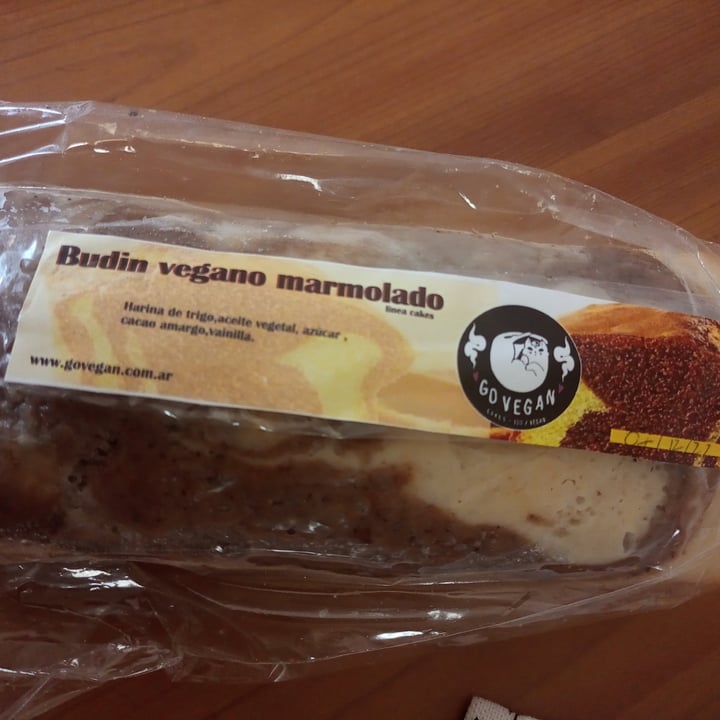 Budin vegano marmolado
linea cakes
Harina de trigo,aceite vegetal, azúcar ,
cacao amargo,vainilla.
www.govegan.com.ar
GO VEGAN